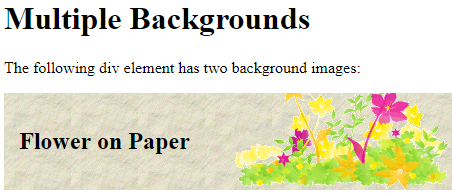 Multiple Backgrounds
The following div element has two background images:
Flower on Paper